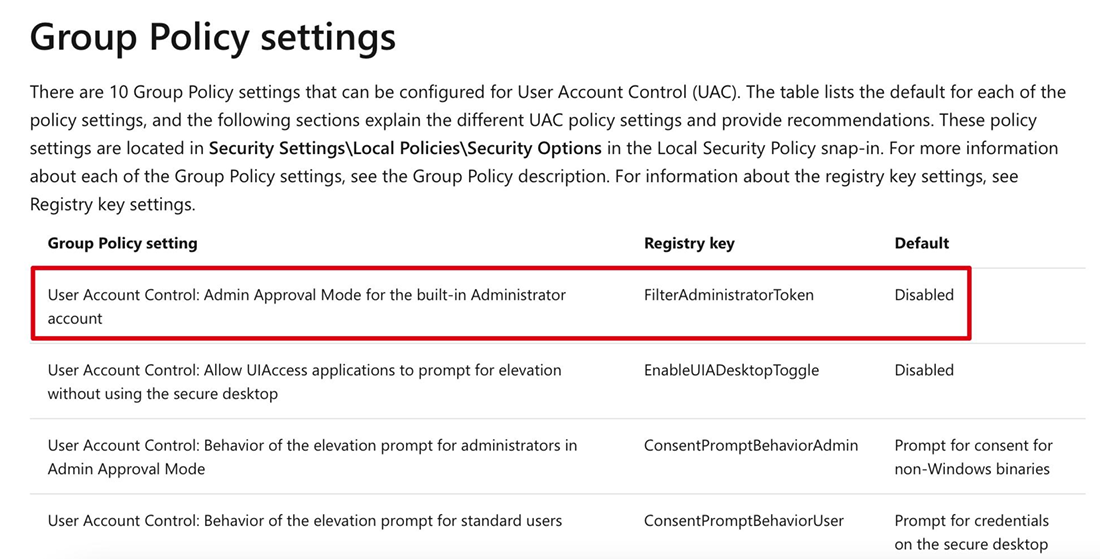 Group Policy settings
There are 10 Group Policy settings that can be configured for User Account Control (UAC). The table lists the default for each of the
policy settings, and the following sections explain the different UAC policy settings and provide recommendations. These policy
settings are located in Security Settings\Local Policies\Security Options in the Local Security Policy snap-in. For more information
about each of the Group Policy settings, see the Group Policy description. For information about the registry key settings, see
Registry key settings.
Group Policy setting Registry key Default
User Account Control: Admin Approval Mode for the built-in Administrator FilterAdministratorToken Disabled
account
User Account Control: Allow UIAccess applications to prompt for elevation EnableUIADesktopToggle Disabled
without using the secure desktop
User Account Control: Behavior of the elevation prompt for administrators in ConsentPromptBehaviorAdmin Prompt for consent for
Admin Approval Mode non-Windows binaries
User Account Control: Behavior of the elevation prompt for standard users ConsentPromptBehaviorUser Prompt for credentials
on the secure desktop